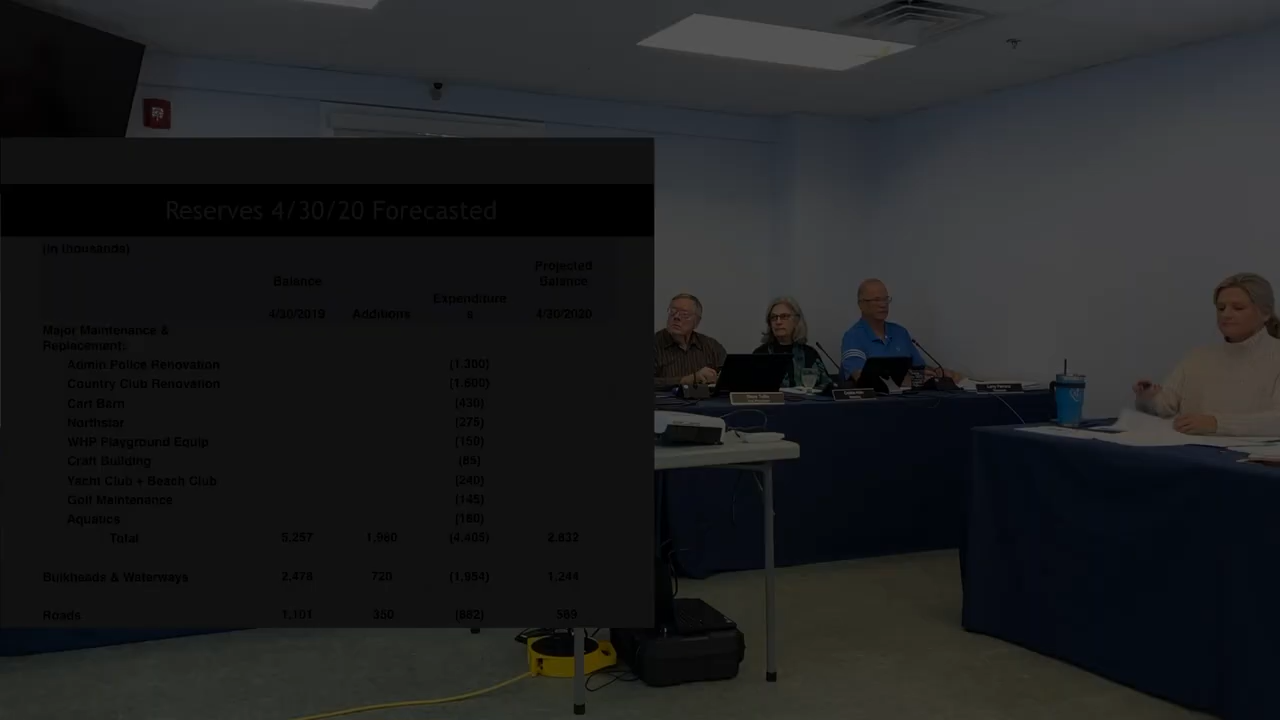 Reserves 4/30/20 Forecasted
(In thousands)
Balance 4/30/2019 Additions Expenditures Projected Balance 4/20/2020
Major Maintenance &
Replacement:
Admin Police Renovation (1,300)
Country Club Renovation (1,600)
Cart Barn (430)
Northstar (275)
WHP Playground Equip (150)
Craft Building (85)
Yacht Club + Beach Club (240)
Golf Maintenance (145)
Aquatics (180)
Total 5,257 1,980 (4,405) 2,832
Bulkheads & Waterways 2,478 720 (1,954) 1,244
Roads 1,101 350 (862) 589